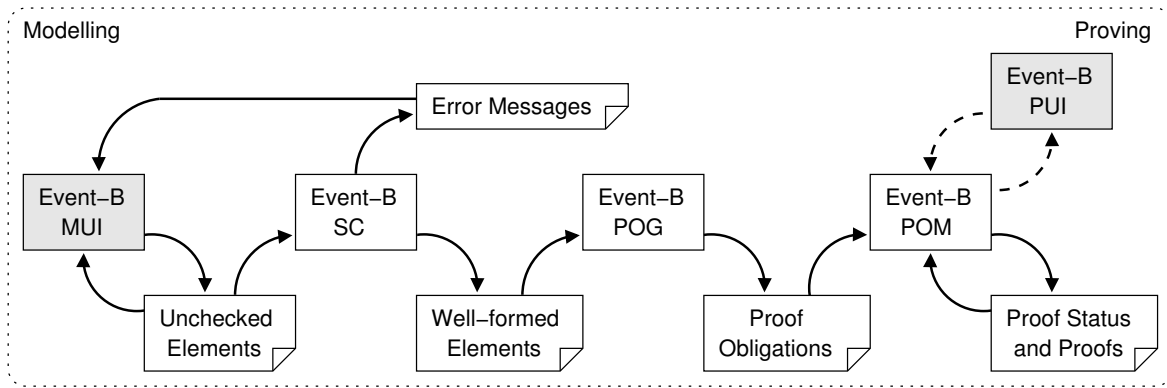 Modelling
Proving
Error Messages
Event−B
PUI
Event−B
MUI
Event−B
SC
Event−B
POG
Event−B
POM
Unchecked
Elements
Well−formed
Elements
Proof
Obligations
Proof Status
and Proofs